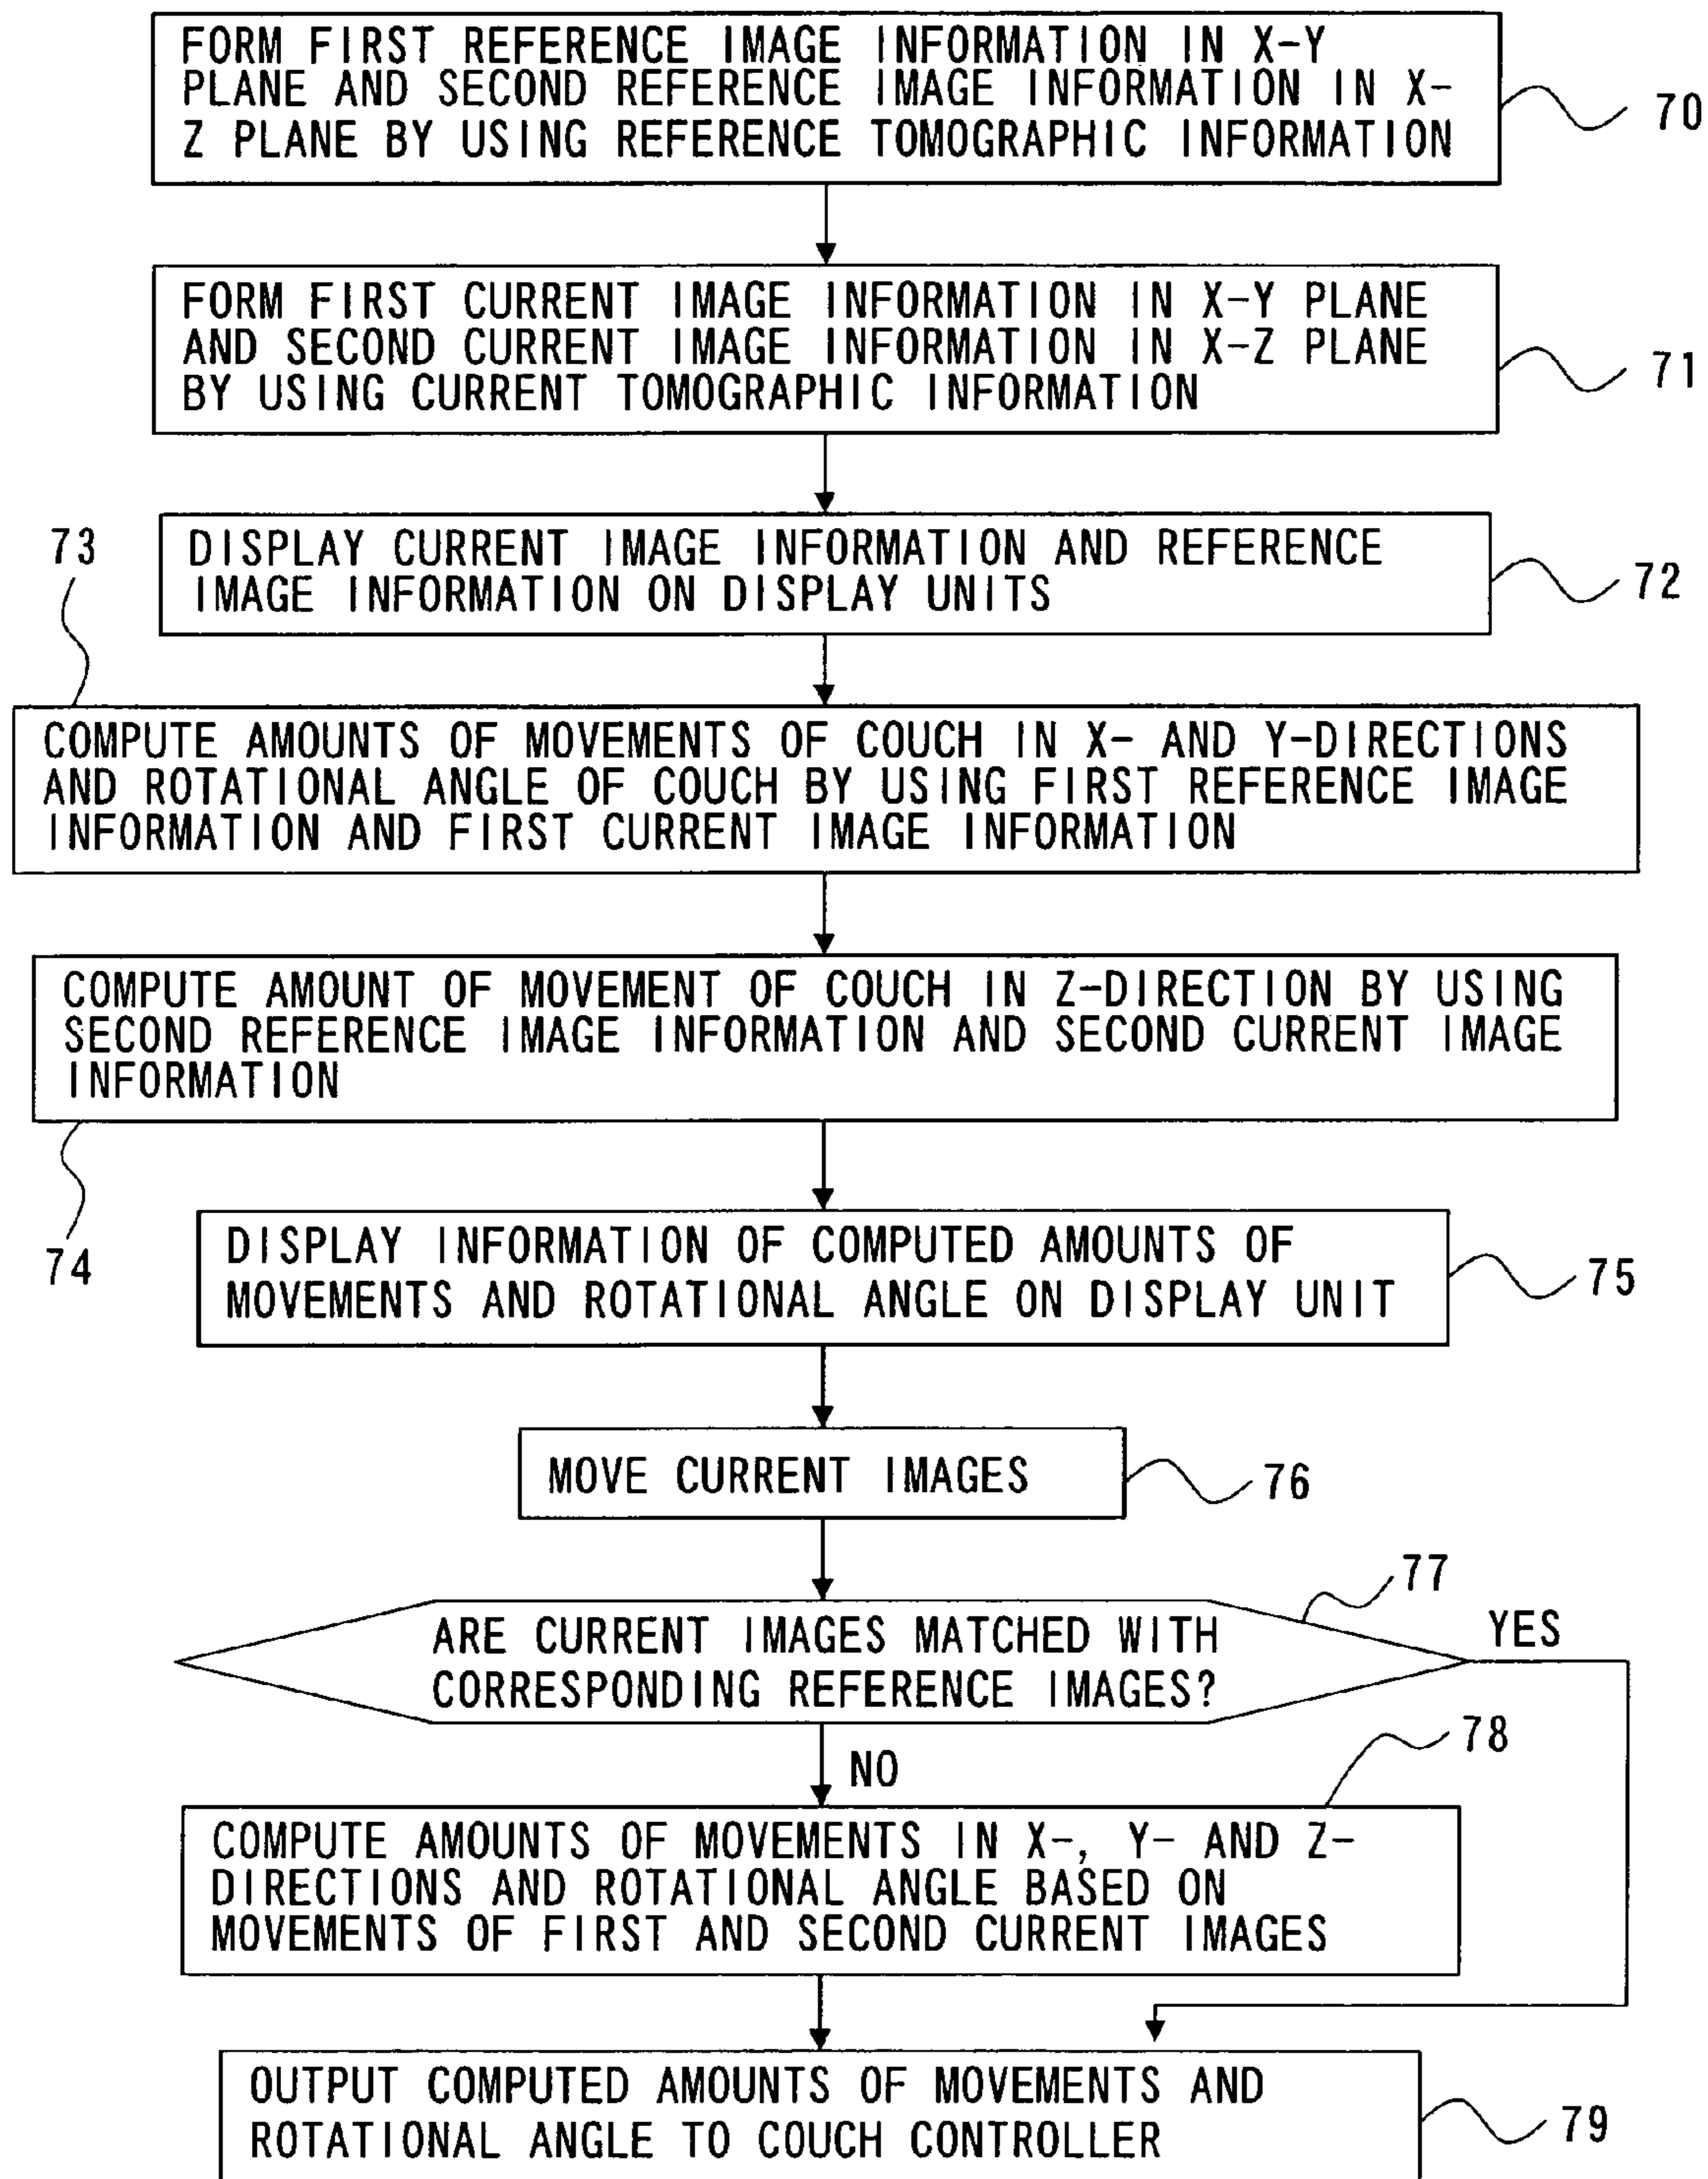 FORM FIRST REFERENCE IMAGE INFORMATION IN X-Y
PLANE AND SECOND REFERENCE IMAGE INFORMATION IN X-
Z PLANE BY USING REFERENCE TOMOGRAPHIC INFORMATION
70
FORM FIRST CURRENT IMAGE INFORMATION IN X-Y PLANE
AND SECOND CURRENT IMAGE INFORMATION IN X-Z PLANE
BY USING CURRENT TOMOGRAPHIC INFORMATION
71
DISPLAY CURRENT IMAGE INFORMATION AND REFERENCE
IMAGE INFORMATION ON DISPLAY UNITS
72
73
COMPUTE AMOUNTS OF MOVEMENTS OF COUCH IN X- AND Y-DIRECTIONS
AND ROTATIONAL ANGLE OF COUCH BY USING FIRST REFERENCE IMAGE
INFORMATION AND FIRST CURRENT IMAGE INFORMATION
COMPUTE AMOUNT OF MOVEMENT OF COUCH IN Z-DIRECTION BY USING
SECOND REFERENCE IMAGE INFORMATION AND SECOND CURRENT IMAGE
INFORMATION
74
DISPLAY INFORMATION OF COMPUTED AMOUNTS OF
MOVEMENTS AND ROTATIONAL ANGLE ON DISPLAY UNIT
75
MOVE CURRENT IMAGES
76
77
ARE CURRENT IMAGES MATCHED WITH
CORRESPONDING REFERENCE IMAGES?
YES
NO
78
COMPUTE AMOUNTS OF MOVEMENTS IN X-, Y- AND Z-
DIRECTIONS AND ROTATIONAL ANGLE BASED ON
MOVEMENTS OF FIRST AND SECOND CURRENT IMAGES
OUTPUT COMPUTED AMOUNTS OF MOVEMENTS AND
ROTATIONAL ANGLE TO COUCH CONTROLLER
79